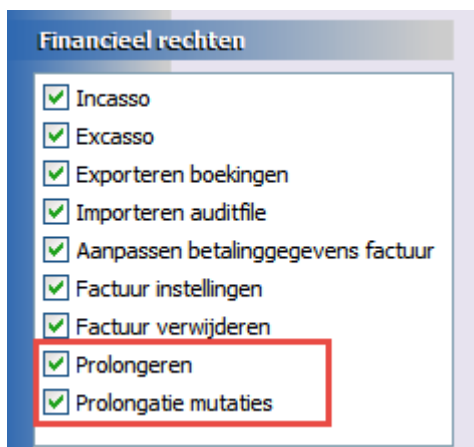 Financieel rechten
Incasso
Excasso
Exporteren boekingen
Importeren auditfile
Aanpassen betalinggegevens factuur
Factuur instellingen
Factuur verwijderen
Prolongeren
Prolongatie mutaties